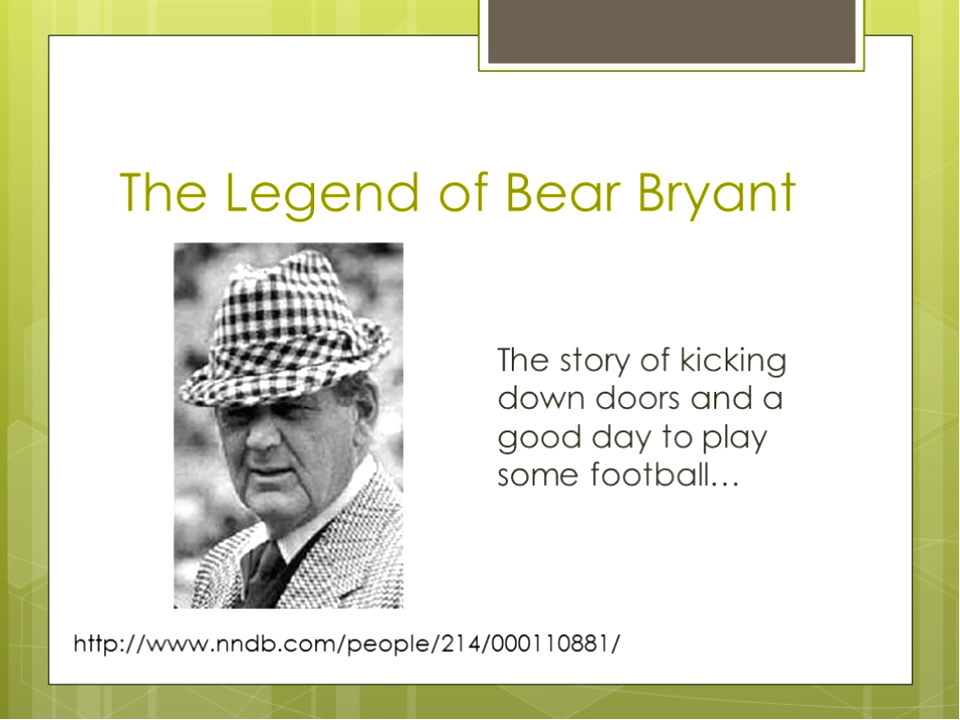 The Legend of Bear Bryant
The story of kicking
down doors and a
good day to play
some football…
http://www.nndb.com/people/214/000110881/